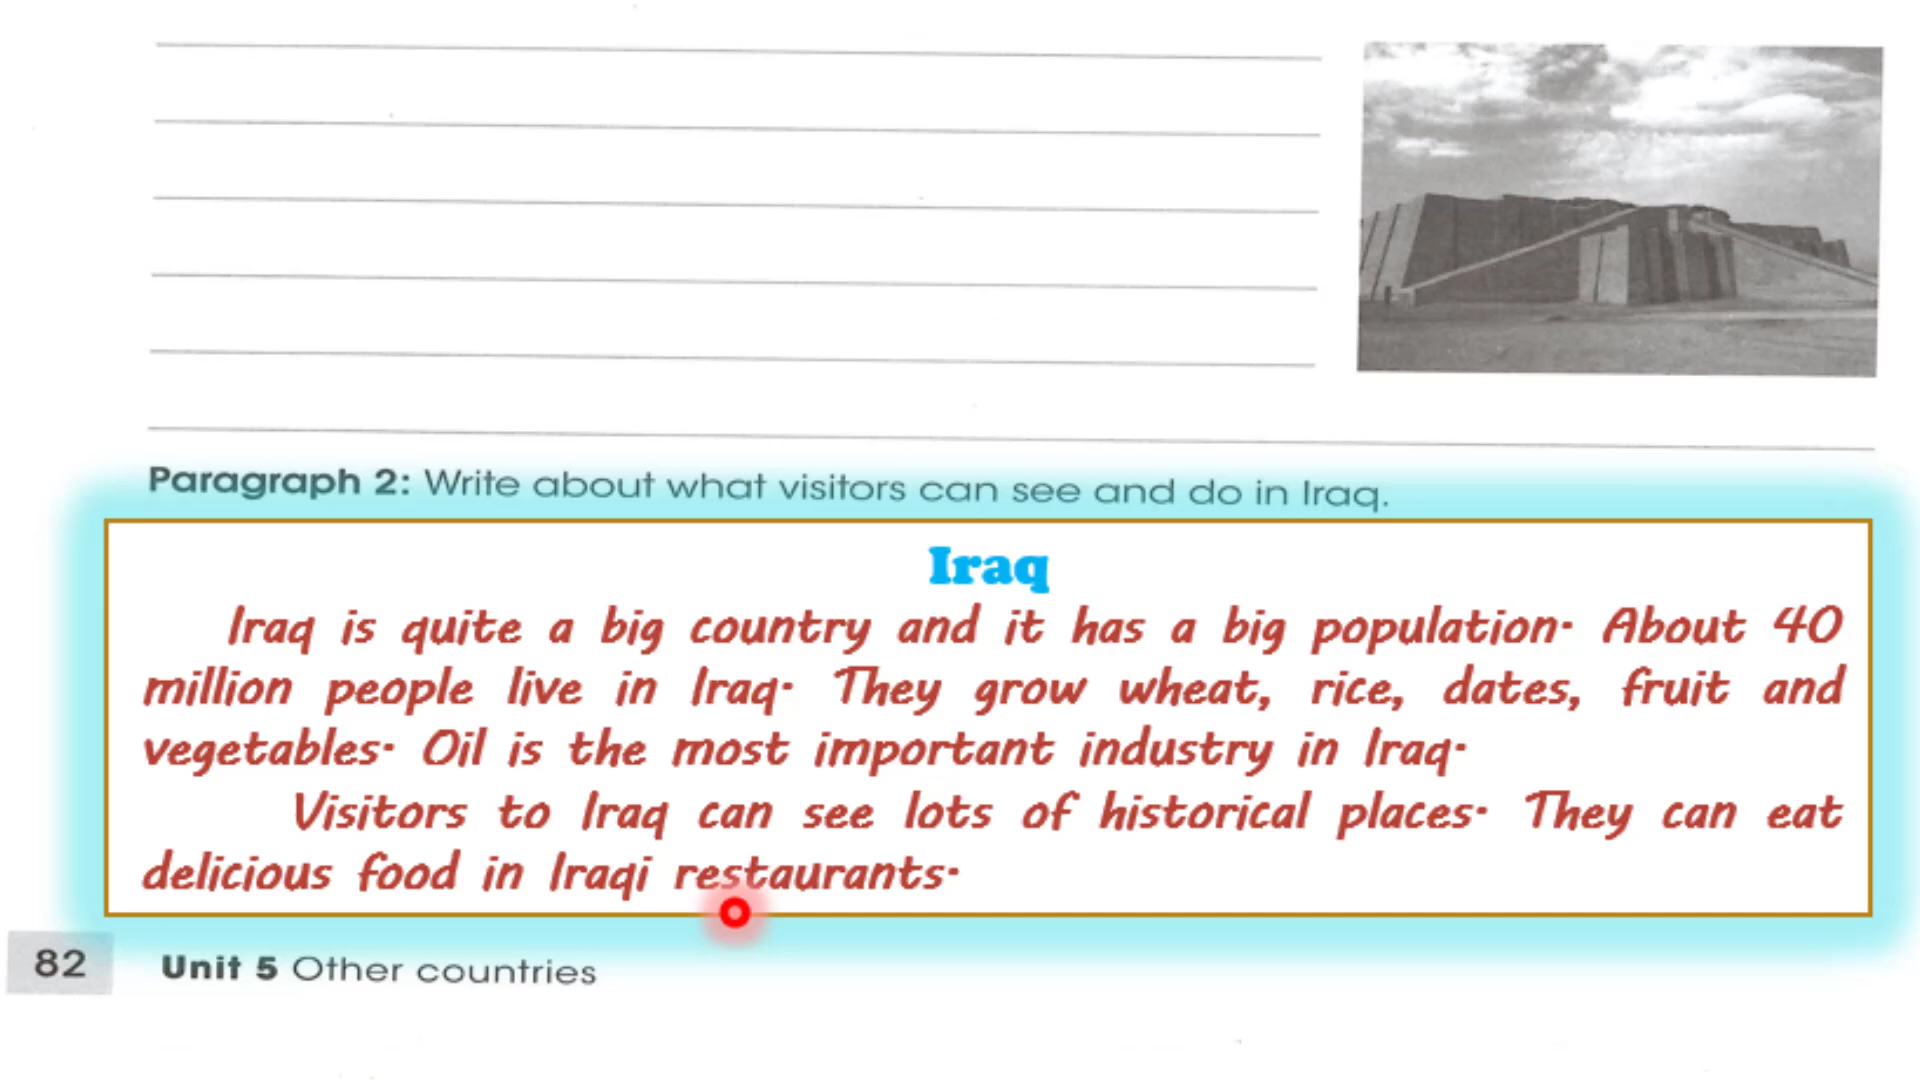 Paragraph 2: Write about what visitors can see and do in Iraq.
Iraq
Iraq is quite a big country and it has a big population. About 40
million people live in Iraq. They grow wheat, rice, dates, fruit and
vegetables. Oil is the most important industry in Iraq.
Visitors to Iraq can see lots of historical places. They can eat
delicious food in Iraqi restaurants.
82 Unit 5 Other countries